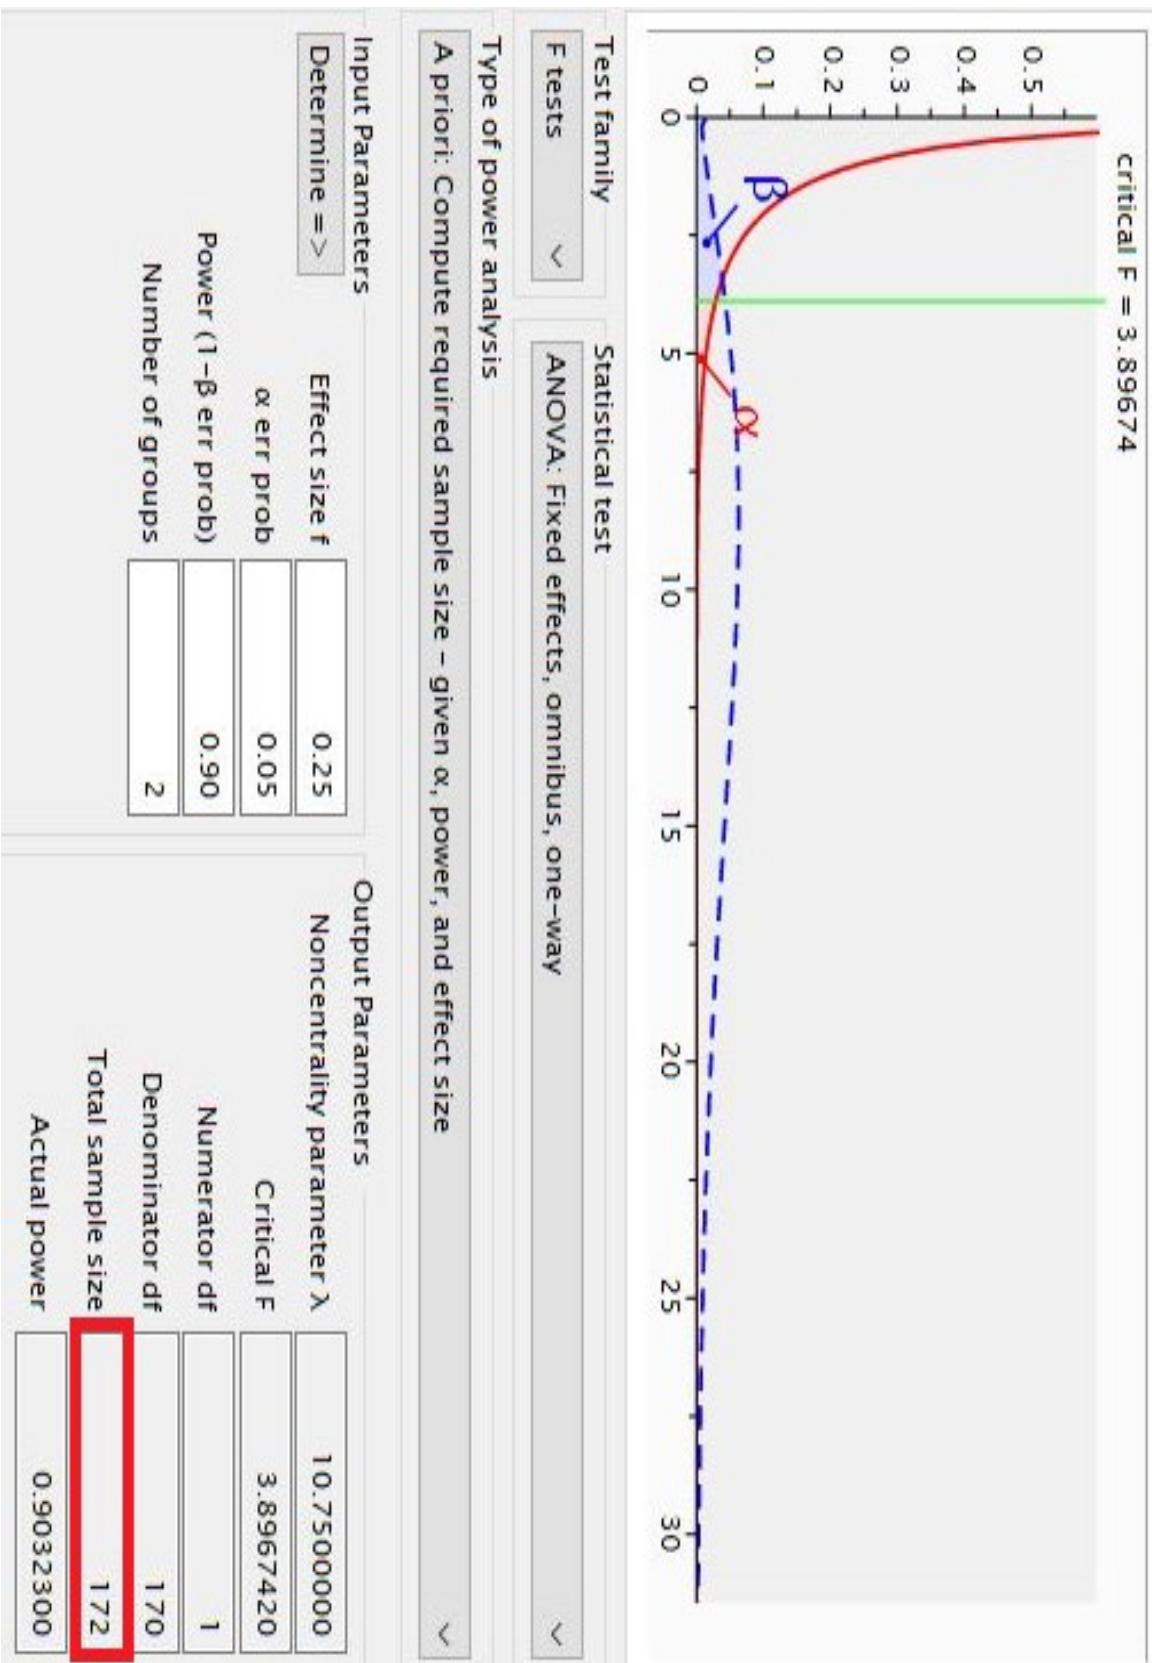 critical F = 3.89674
0.5
0.4
0.3
0.2
0.1
0
β
α
0 5 10 15 20 25 30
Test family Statistical test
F tests ANOVA: Fixed effects, omnibus, one-way
Type of power analysis
A priori: Compute required sample size – given α, power, and effect size
Input Parameters Output Parameters
Determine => Effect size f 0.25 Noncentrality parameter λ 10.7500000
α err prob 0.05 Critical F 3.8967420
Power (1-β err prob) 0.90 Numerator df 1
Number of groups 2 Denominator df 170
Total sample size 172
Actual power 0.9032300